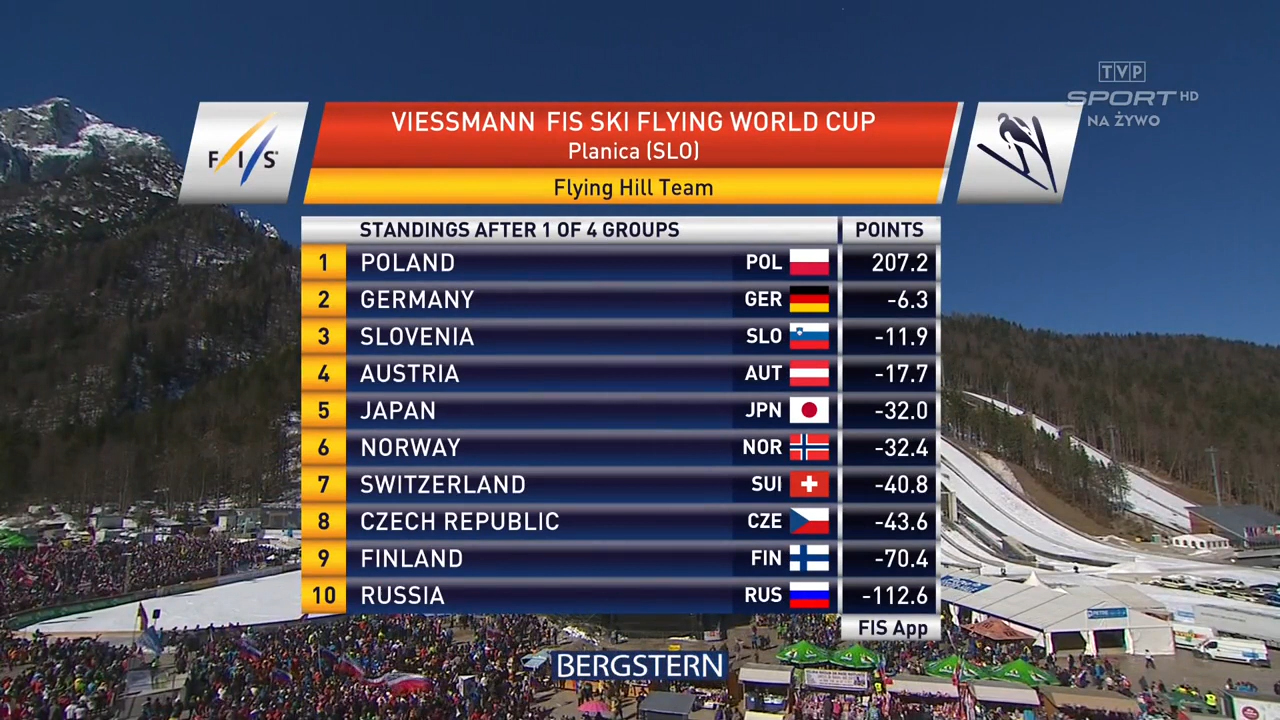 TVP
SPORT HD
NA ŻYWO
FIS
VIESSMANN FIS SKI FLYING WORLD CUP
Planica (SLO)
Flying Hill Team
STANDINGS AFTER 1 OF 4 GROUPS POINTS
1 POLAND POL 207.2
2 GERMANY GER -6.3
3 SLOVENIA SLO -11.9
4 AUSTRIA AUT -17.7
5 JAPAN JPN -32.0
6 NORWAY NOR -32.4
7 SWITZERLAND SUI -40.8
8 CZECH REPUBLIC CZE -43.6
9 FINLAND FIN -70.4
10 RUSSIA RUS -112.6
FIS App
BERGSTERN